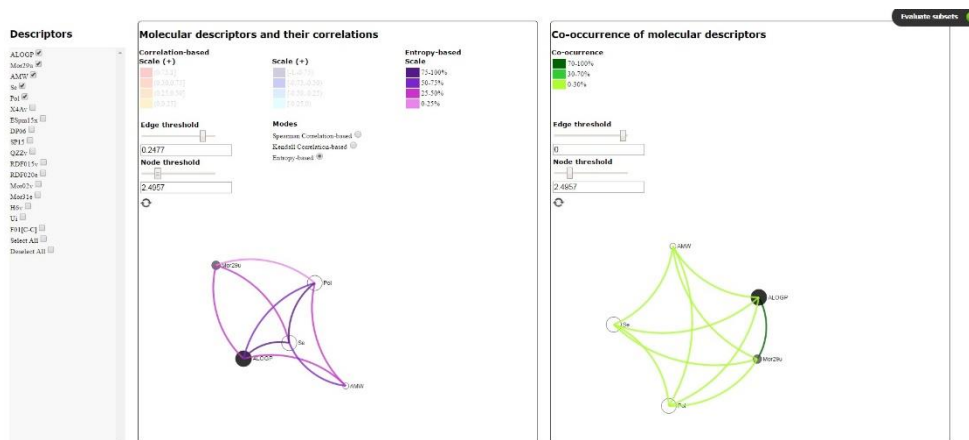 Evaluate subsets
Descriptors
ALOGP
Mor29u
AMW
Se
Pol
X4Av
ESpm15x
DP06
SP15
QZZv
RDF015v
RDF020u
Mor02v
Mor31e
H6v
Ui
F01[C-C]
Select All
Deselect All
Molecular descriptors and their correlations
Correlation-based
Scale (+)
Scale (+)
Entropy-based
Scale
75-100%
50-75%
25-50%
0-25%
Edge threshold
0.2477
Node threshold
2.4957
Modes
Spearman Correlation-based
Kendall Correlation-based
Entropy-based
Mor29u
Pol
Se
ALOGP
AMW
Co-occurrence of molecular descriptors
Co-ocurrence
70-100%
30-70%
0-30%
Edge threshold
0
Node threshold
2.4957
AMW
ALOGP
Se
Mor29u
Pol